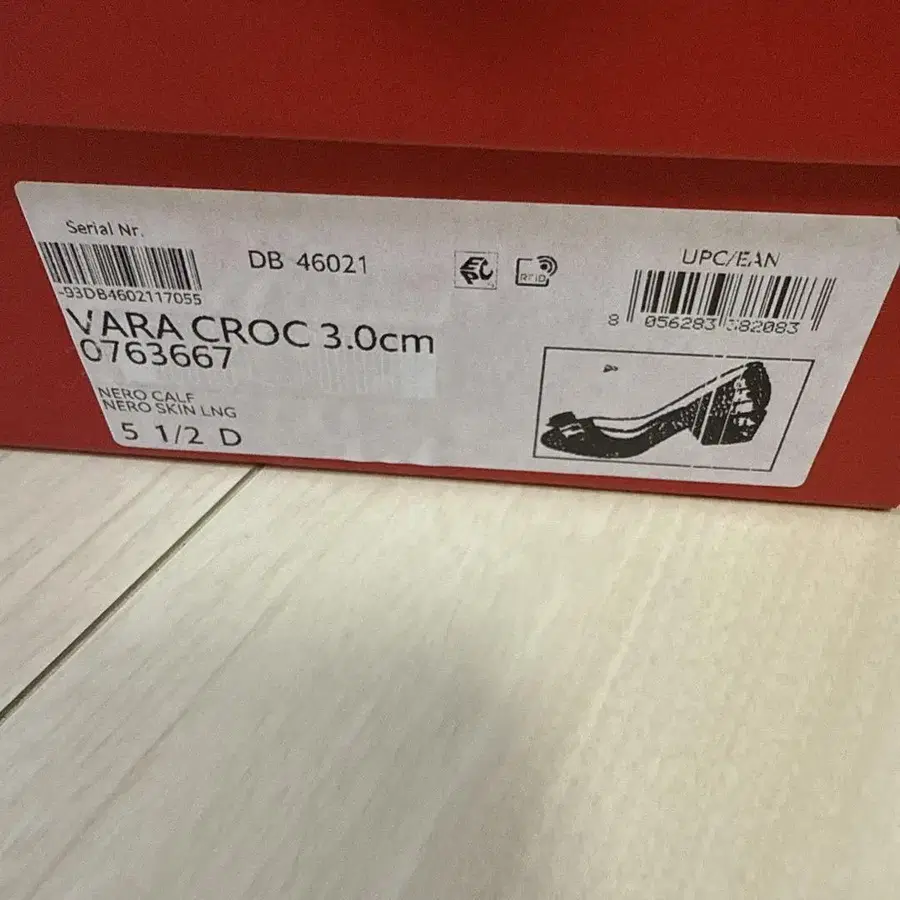 Serial Nr.
-93DB4602117055
DB 46021
RFID
UPC/EAN
8 056283 382083
VARA CROC 3.0cm
0763667
NERO CALF
NERO SKIN LNG
5 1/2 D